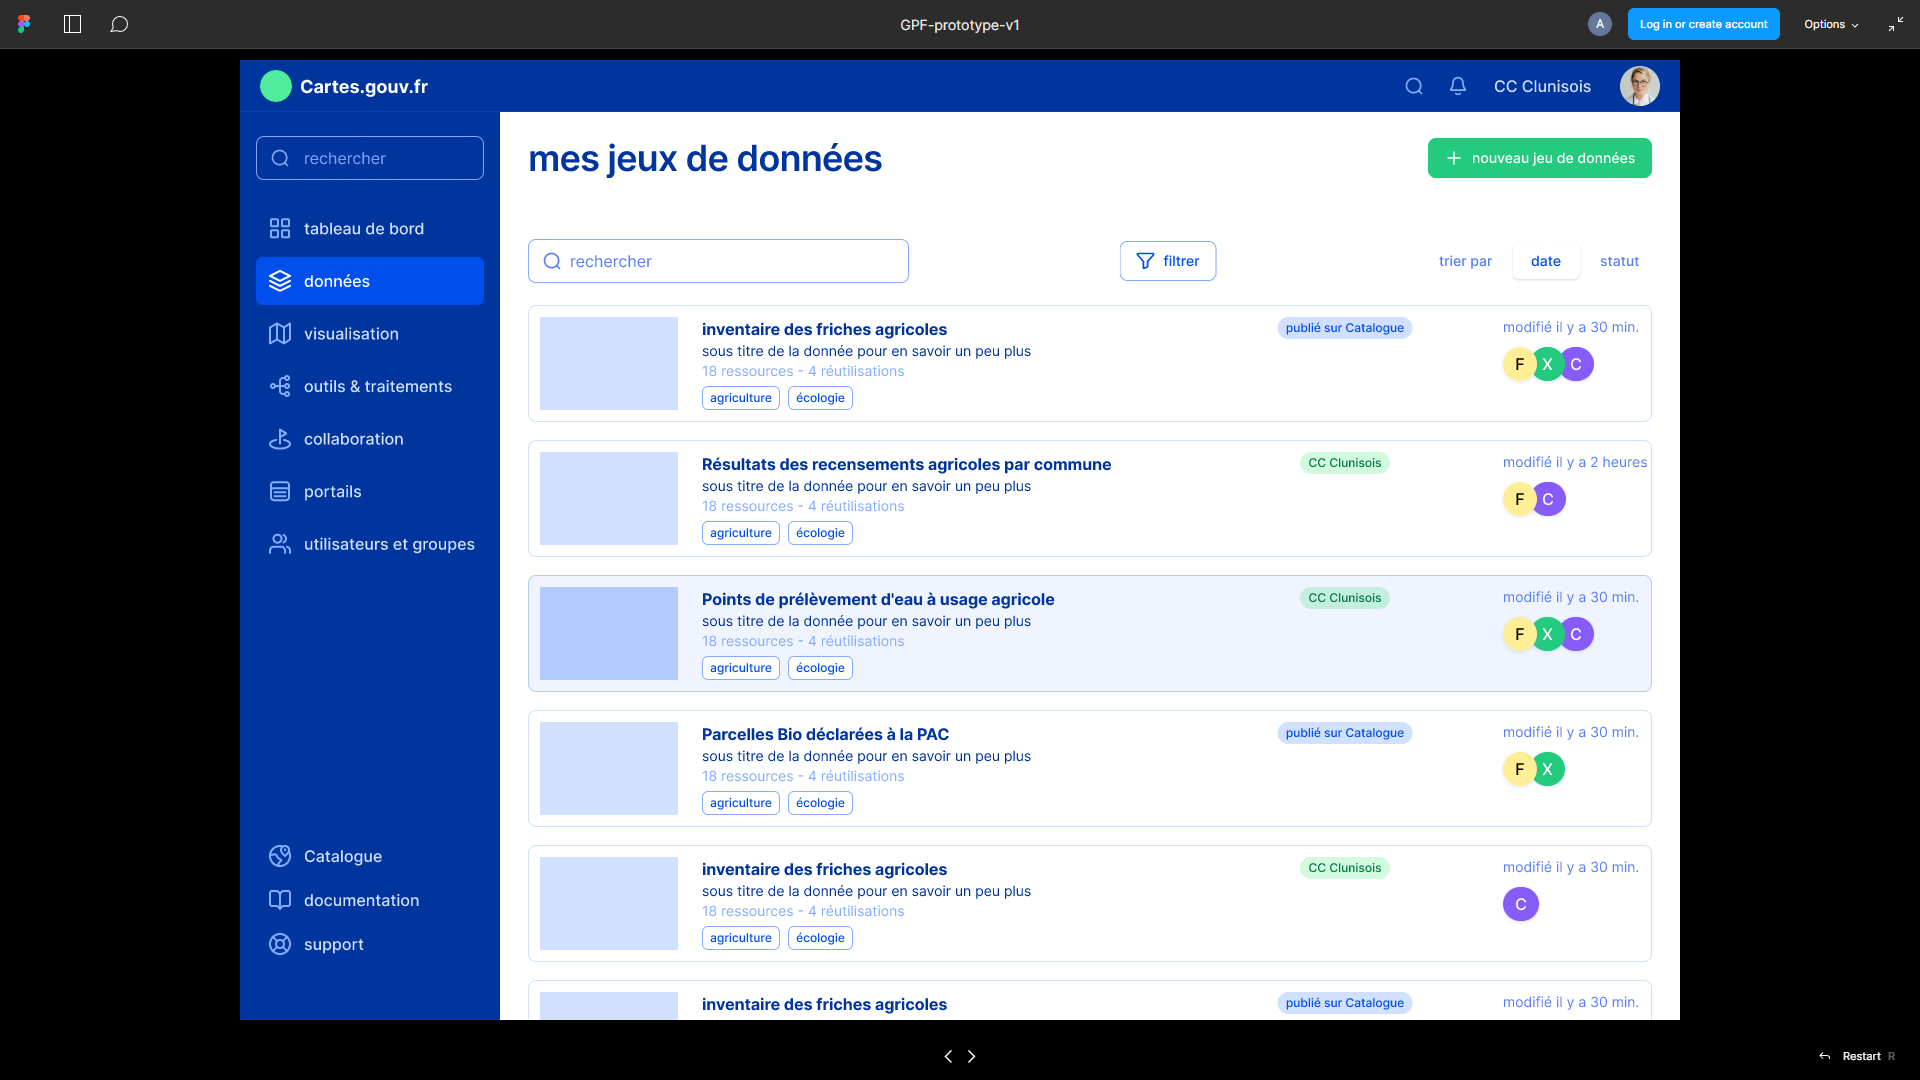 GPF-prototype-v1
A
Log in or create account
Options
Cartes.gouv.fr
CC Clunisois
rechercher
tableau de bord
données
visualisation
outils & traitements
collaboration
portails
utilisateurs et groupes
Catalogue
documentation
support
mes jeux de données
nouveau jeu de données
rechercher
filtrer
trier par
date
statut
inventaire des friches agricoles
sous titre de la donnée pour en savoir un peu plus
18 ressources - 4 réutilisations
agriculture
écologie
publié sur Catalogue
modifié il y a 30 min.
F X C
Résultats des recensements agricoles par commune
sous titre de la donnée pour en savoir un peu plus
18 ressources - 4 réutilisations
agriculture
écologie
CC Clunisois
modifié il y a 2 heures
F C
Points de prélèvement d'eau à usage agricole
sous titre de la donnée pour en savoir un peu plus
18 ressources - 4 réutilisations
agriculture
écologie
CC Clunisois
modifié il y a 30 min.
F X C
Parcelles Bio déclarées à la PAC
sous titre de la donnée pour en savoir un peu plus
18 ressources - 4 réutilisations
agriculture
écologie
publié sur Catalogue
modifié il y a 30 min.
F X
inventaire des friches agricoles
sous titre de la donnée pour en savoir un peu plus
18 ressources - 4 réutilisations
agriculture
écologie
CC Clunisois
modifié il y a 30 min.
C
inventaire des friches agricoles
publié sur Catalogue
modifié il y a 30 min.
Restart R